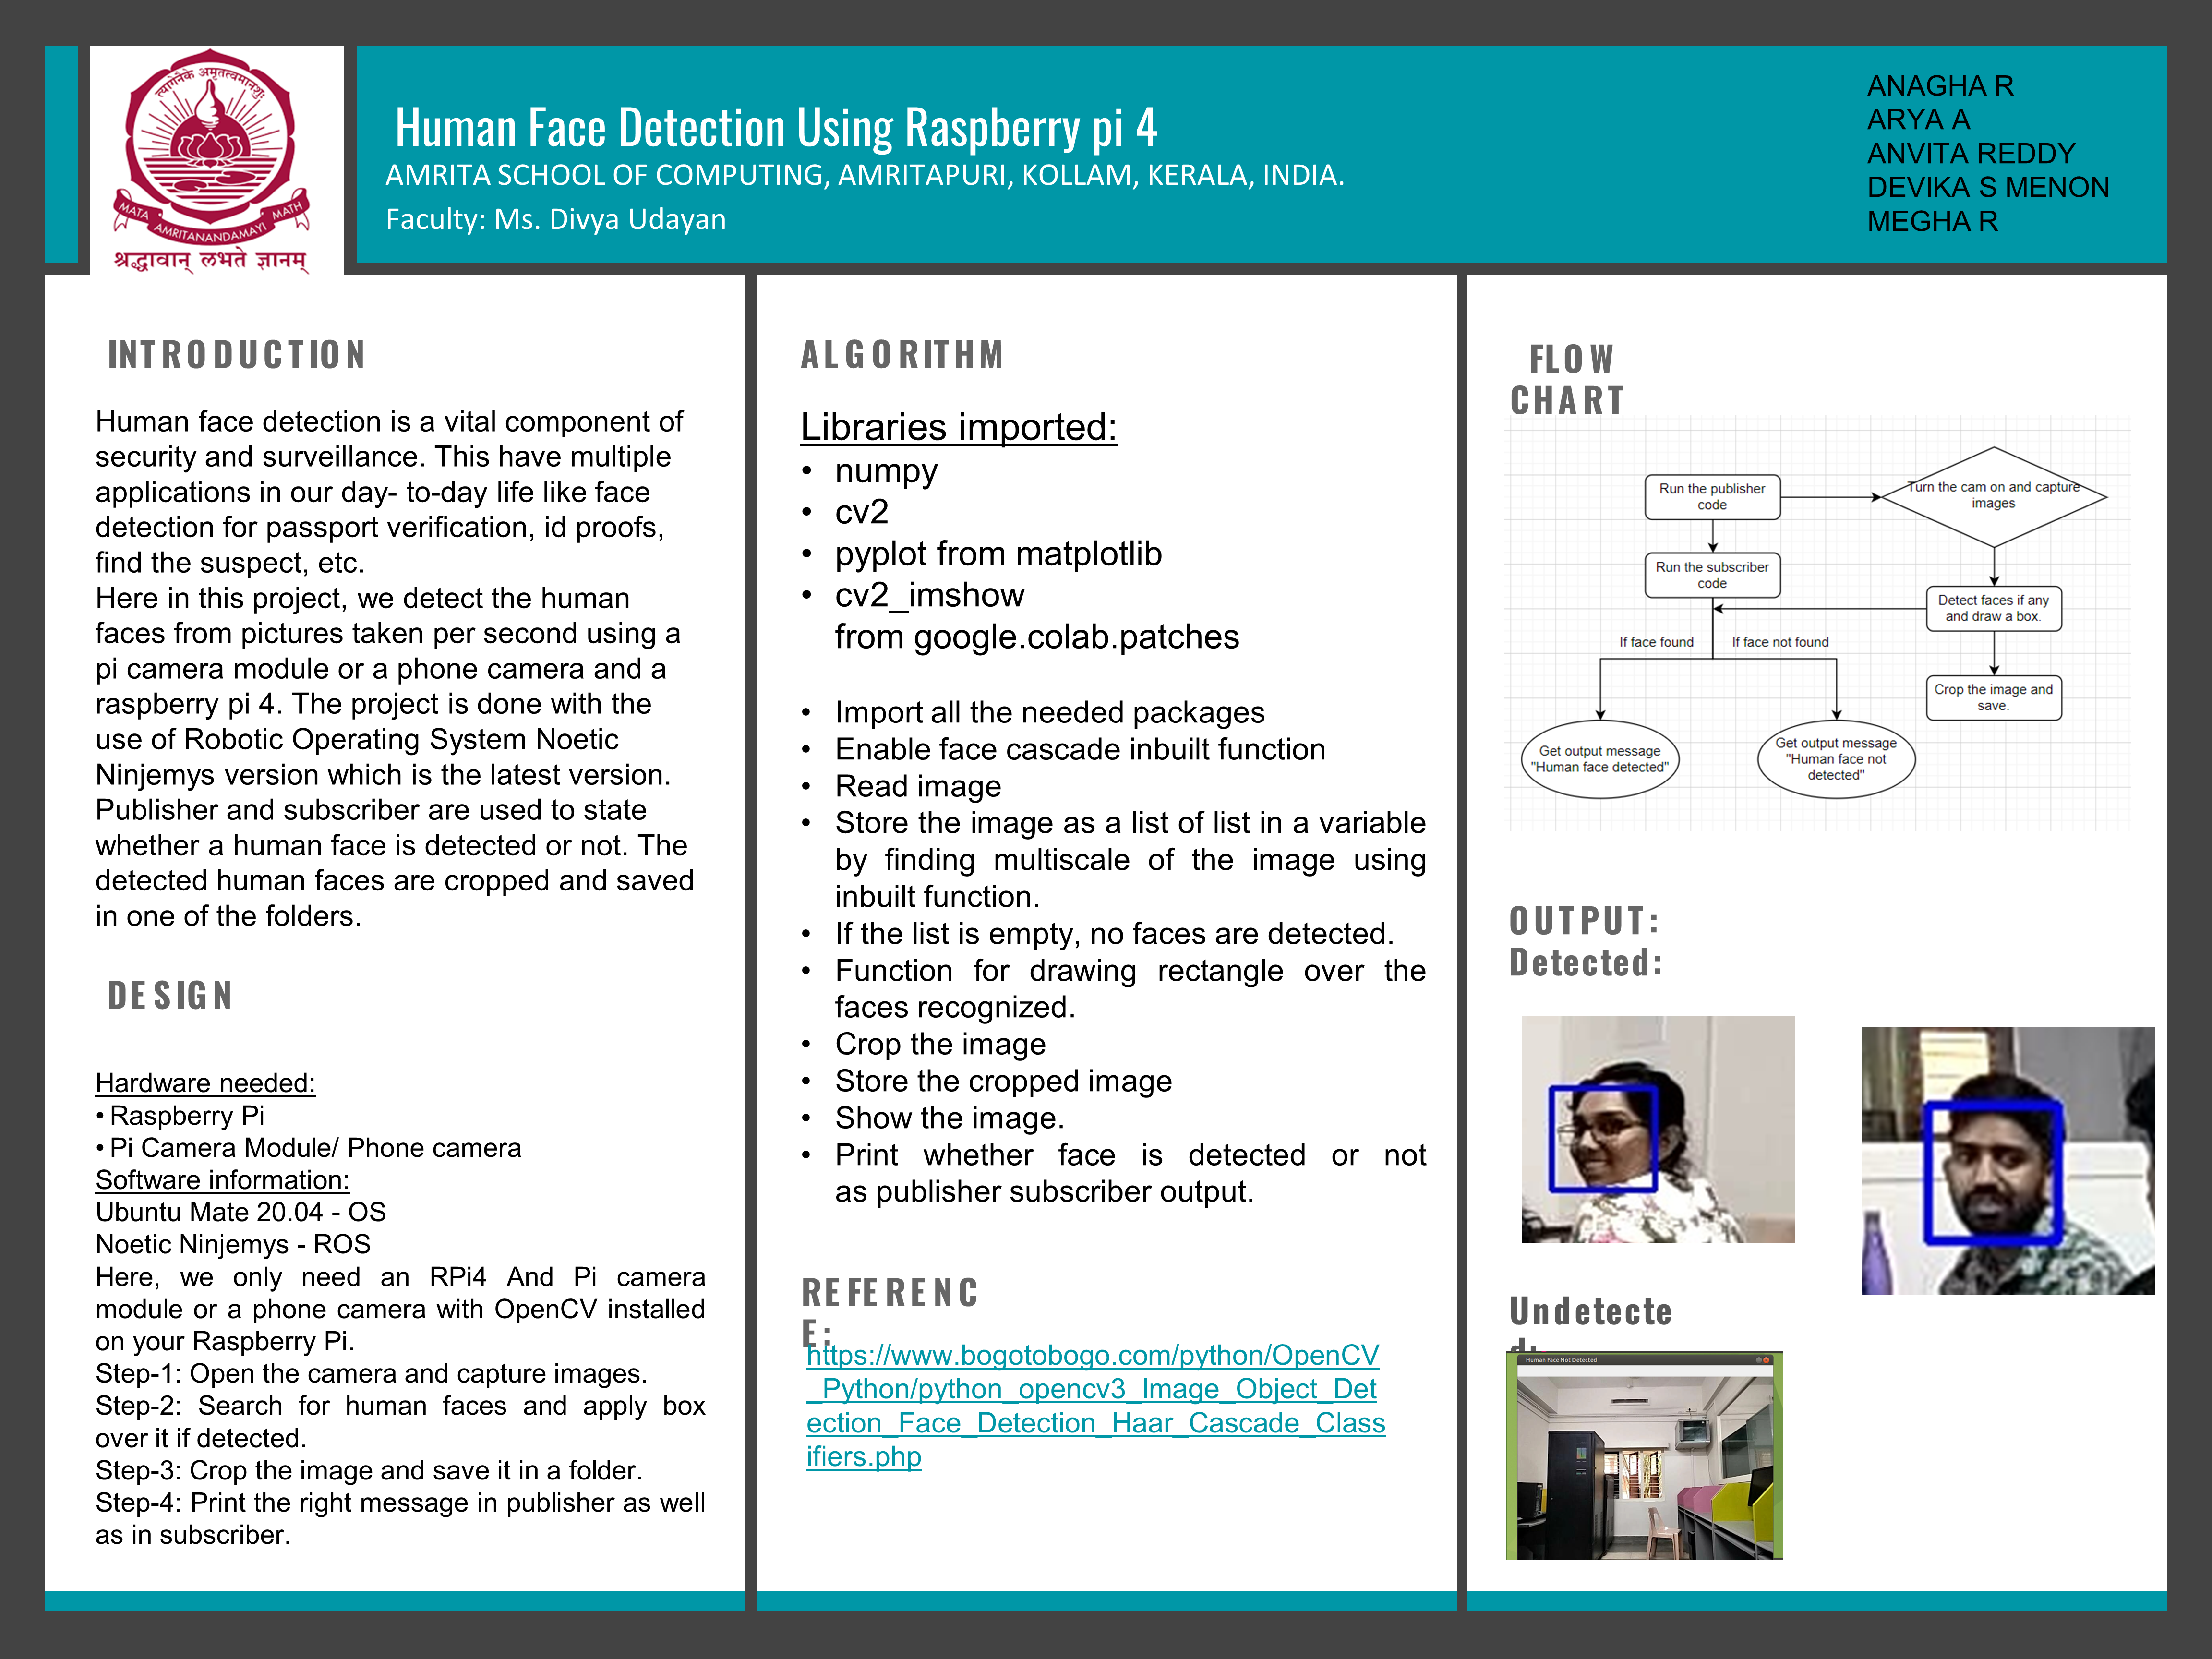 त्यागेनैके अमृतत्वमानशुः
MATA AMRITANANDAMAYI MATH
श्रद्धावान् लभते ज्ञानम्
Human Face Detection Using Raspberry pi 4
AMRITA SCHOOL OF COMPUTING, AMRITAPURI, KOLLAM, KERALA, INDIA.
Faculty: Ms. Divya Udayan
ANAGHA R
ARYA A
ANVITA REDDY
DEVIKA S MENON
MEGHA R
INTRODUCTION
Human face detection is a vital component of
security and surveillance. This have multiple
applications in our day- to-day life like face
detection for passport verification, id proofs,
find the suspect, etc.
Here in this project, we detect the human
faces from pictures taken per second using a
pi camera module or a phone camera and a
raspberry pi 4. The project is done with the
use of Robotic Operating System Noetic
Ninjemys version which is the latest version.
Publisher and subscriber are used to state
whether a human face is detected or not. The
detected human faces are cropped and saved
in one of the folders.
DESIGN
Hardware needed:
• Raspberry Pi
• Pi Camera Module/ Phone camera
Software information:
Ubuntu Mate 20.04 - OS
Noetic Ninjemys - ROS
Here, we only need an RPi4 And Pi camera
module or a phone camera with OpenCV installed
on your Raspberry Pi.
Step-1: Open the camera and capture images.
Step-2: Search for human faces and apply box
over it if detected.
Step-3: Crop the image and save it in a folder.
Step-4: Print the right message in publisher as well
as in subscriber.
ALGORITHM
Libraries imported:
• numpy
• cv2
• pyplot from matplotlib
• cv2_imshow
from google.colab.patches
• Import all the needed packages
• Enable face cascade inbuilt function
• Read image
• Store the image as a list of list in a variable
by finding multiscale of the image using
inbuilt function.
• If the list is empty, no faces are detected.
• Function for drawing rectangle over the
faces recognized.
• Crop the image
• Store the cropped image
• Show the image.
• Print whether face is detected or not
as publisher subscriber output.
REFERENC
E:
https://www.bogotobogo.com/python/OpenCV
_Python/python_opencv3_Image_Object_Det
ection_Face_Detection_Haar_Cascade_Class
ifiers.php
FLOW
CHART
Run the publisher
code
Turn the cam on and capture
images
Run the subscriber
code
Detect faces if any
and draw a box.
If face found
If face not found
Crop the image and
save.
Get output message
"Human face detected"
Get output message
"Human face not
detected"
OUTPUT:
Detected:
Undetecte
d:
Human Face Not Detected